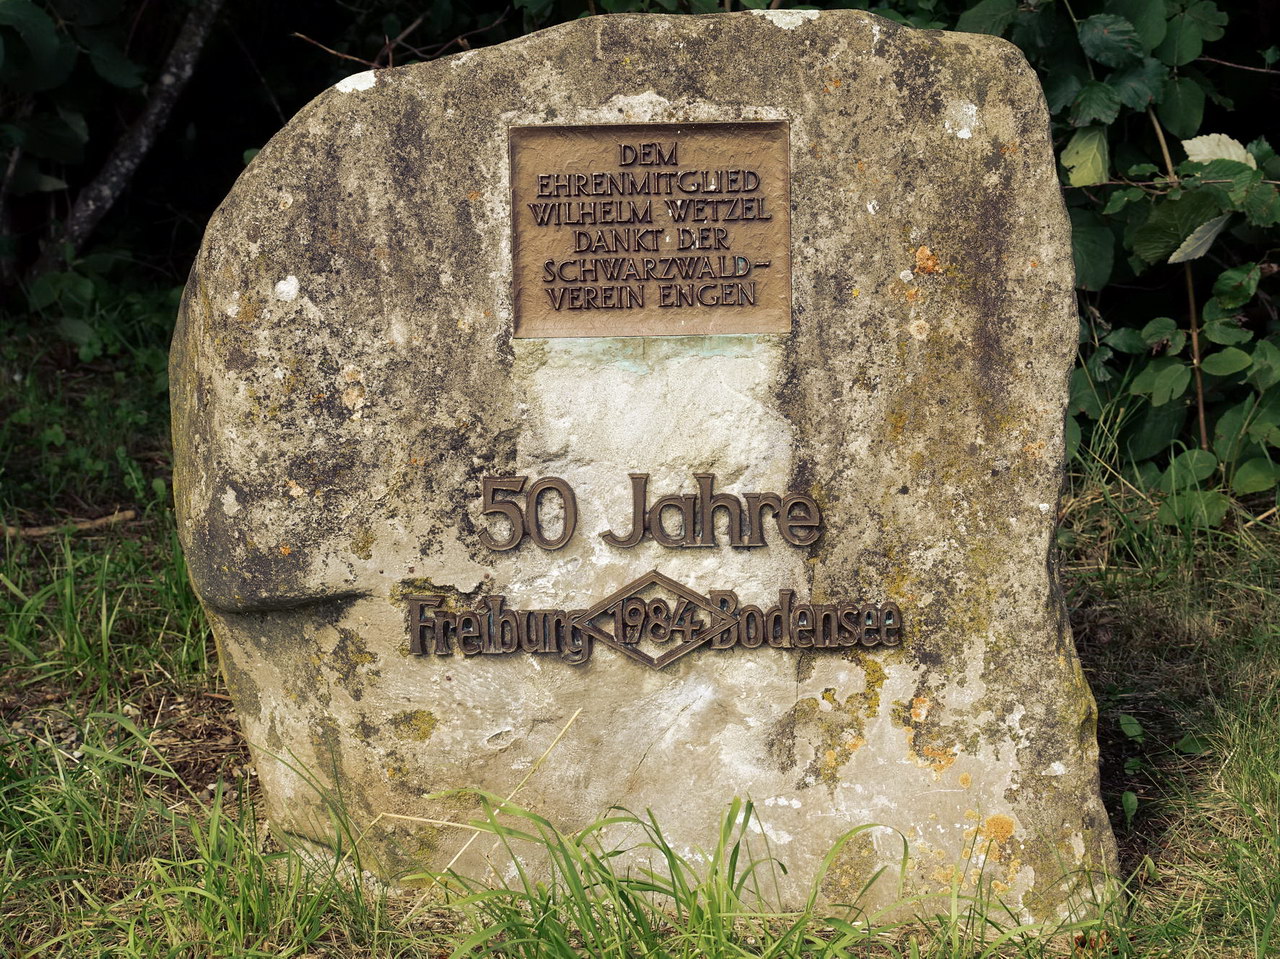 DEM
EHRENMITGLIED
WILHELM WETZEL
DANKT DER
SCHWARZWALD-
VEREIN ENGEN
50 Jahre
Freiburg 1984 Bodensee